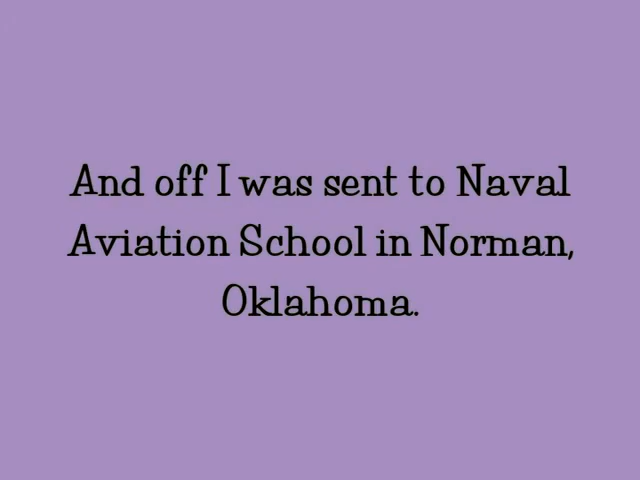 And off I was sent to Naval
Aviation School in Norman,
Oklahoma.